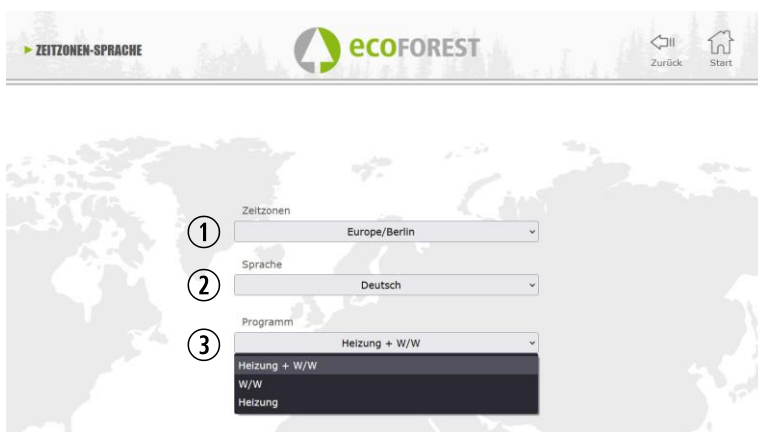 ZEITZONEN-SPRACHE
ecoFOREST
Zurück
Start
Zeitzonen
1
Europe/Berlin
Sprache
2
Deutsch
Programm
3
Heizung + W/W
Heizung + W/W
W/W
Heizung